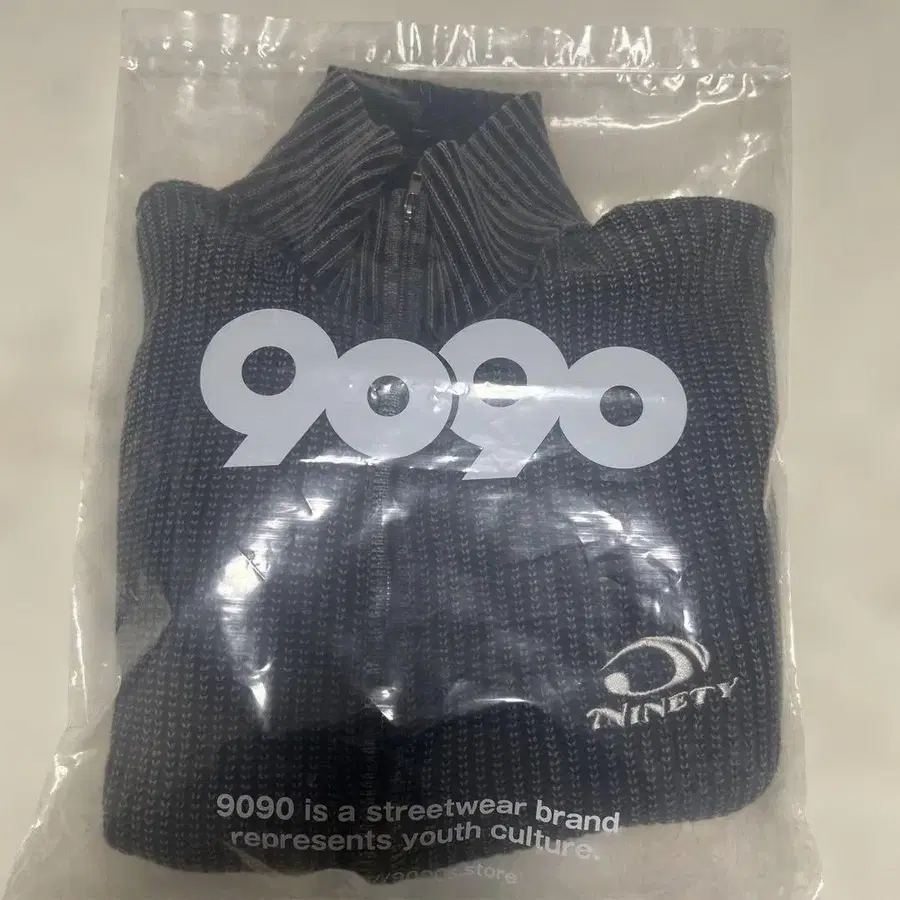 9090
NINETY
9090 is a streetwear brand
represents youth culture.